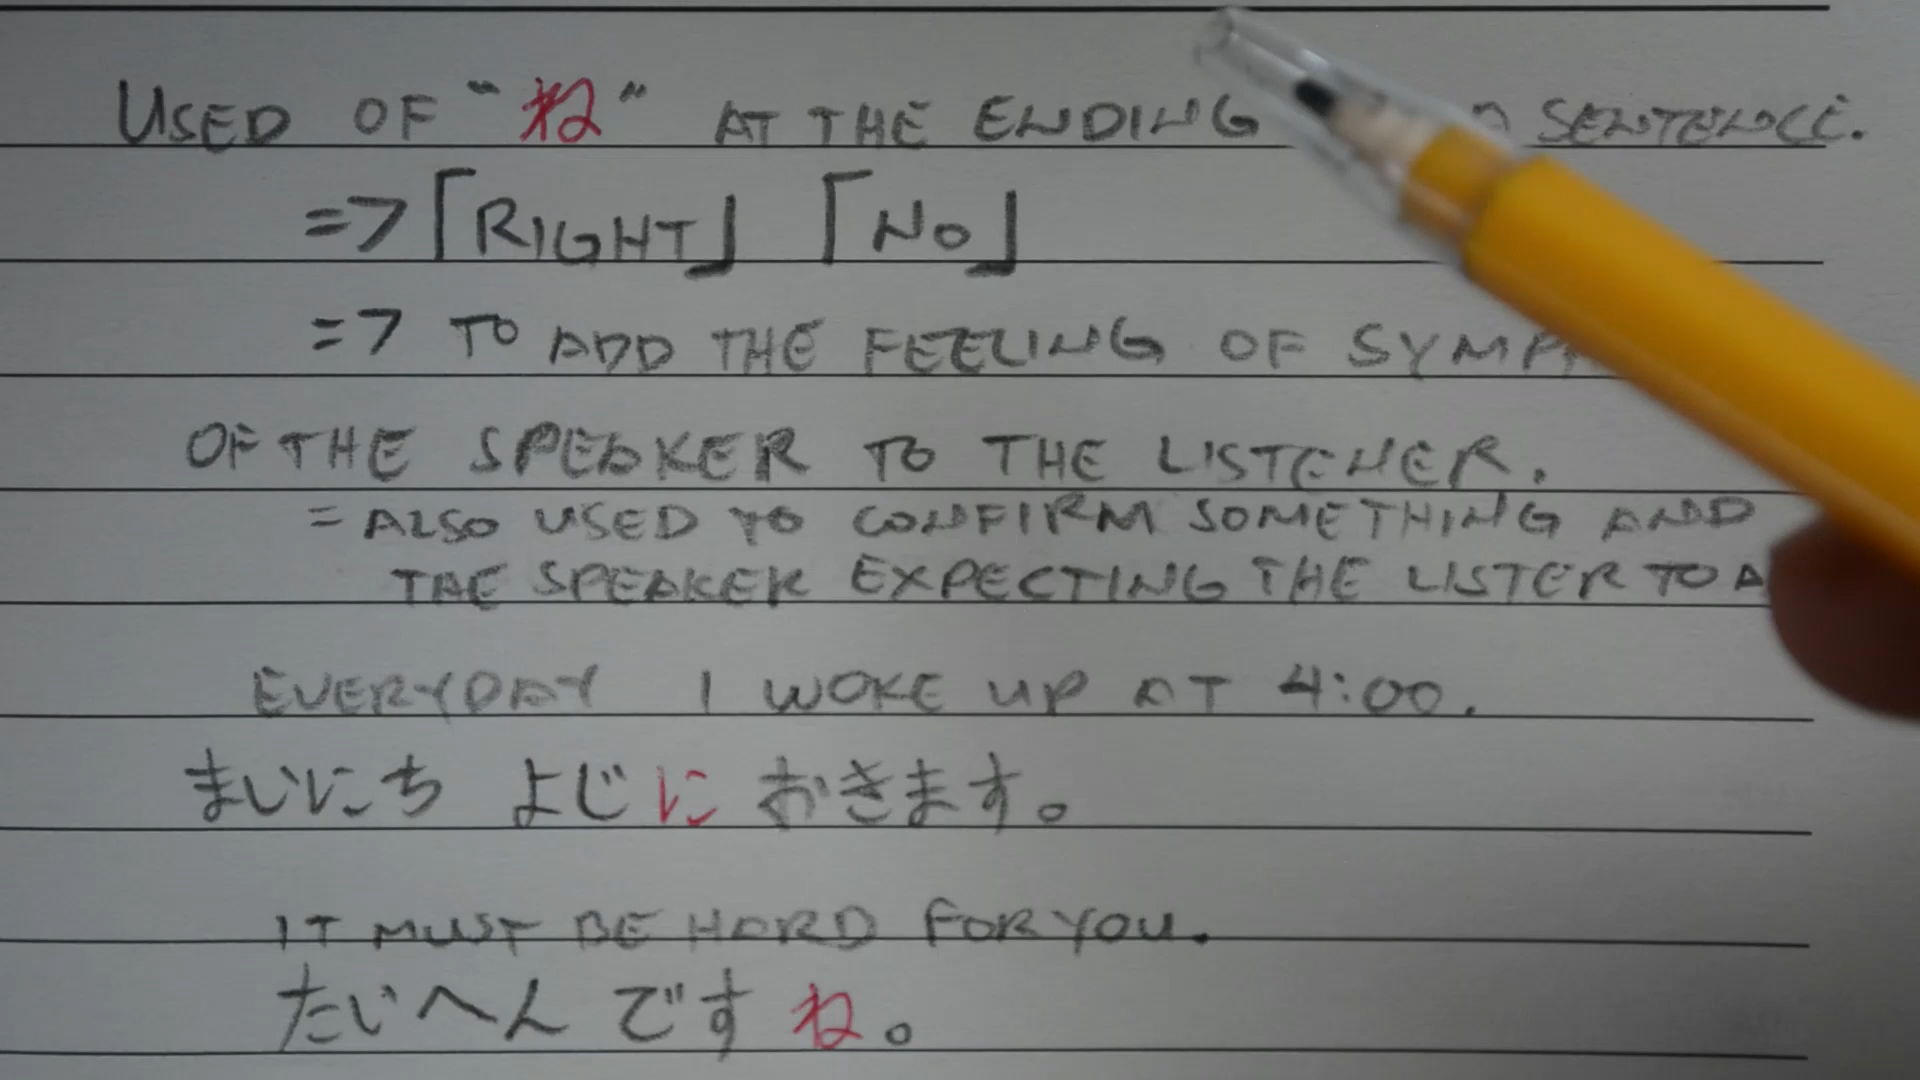 USED OF "ね" AT THE ENDING SENTENCE.
=> 「RIGHT」 「NO」
=> TO ADD THE FEELING OF
OF THE SPEAKER TO THE LISTENER.
= ALSO USED TO CONFIRM SOMETHING AND
THE SPEAKER EXPECTING THE LISTER TO
EVERYDAY I WOKE UP AT 4:00.
まいにち よじに おきます。
IT MUST BE HARD FOR YOU.
たいへん ですね。